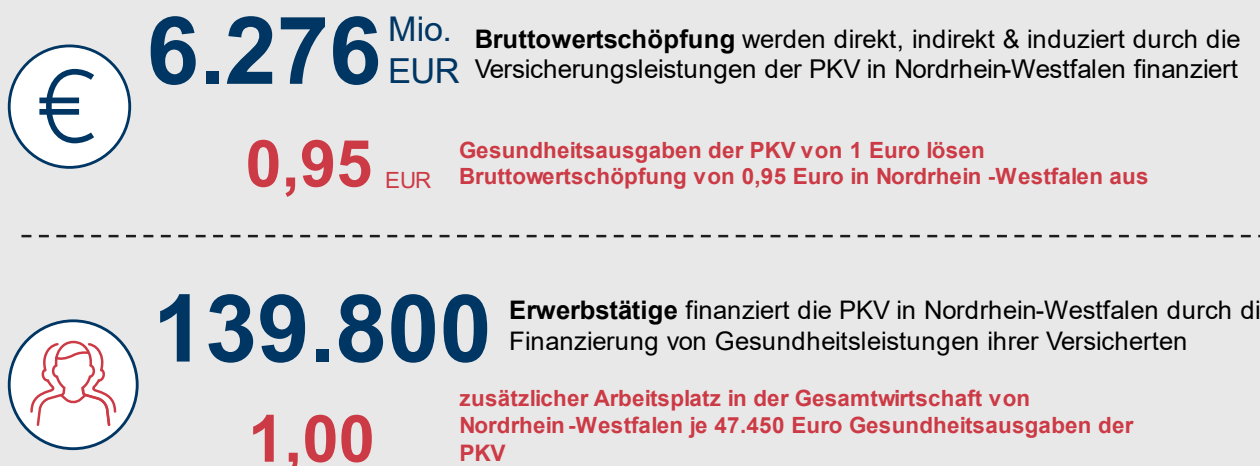 6.276 Mio. EUR
Bruttowertschöpfung werden direkt, indirekt & induziert durch die
Versicherungsleistungen der PKV in Nordrhein-Westfalen finanziert
€
0,95 EUR
Gesundheitsausgaben der PKV von 1 Euro lösen
Bruttowertschöpfung von 0,95 Euro in Nordrhein -Westfalen aus
139.800
Erwerbstätige finanziert die PKV in Nordrhein-Westfalen durch di
Finanzierung von Gesundheitsleistungen ihrer Versicherten
1,00
zusätzlicher Arbeitsplatz in der Gesamtwirtschaft von
Nordrhein -Westfalen je 47.450 Euro Gesundheitsausgaben der
PKV